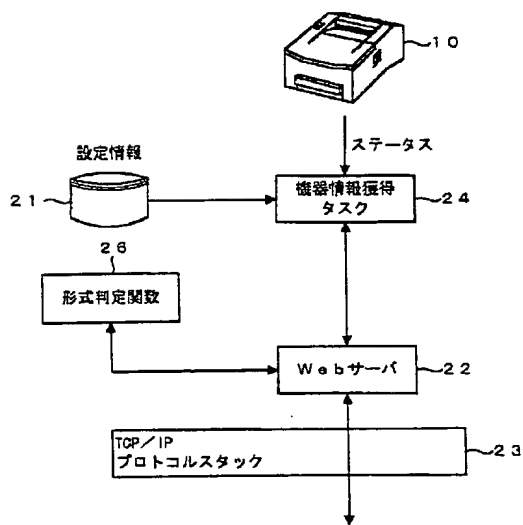 10
ステータス
設定情報
21
機器情報獲得
タスク
24
26
形式判定関数
Webサーバ
22
TCP/IP
プロトコルスタック
23